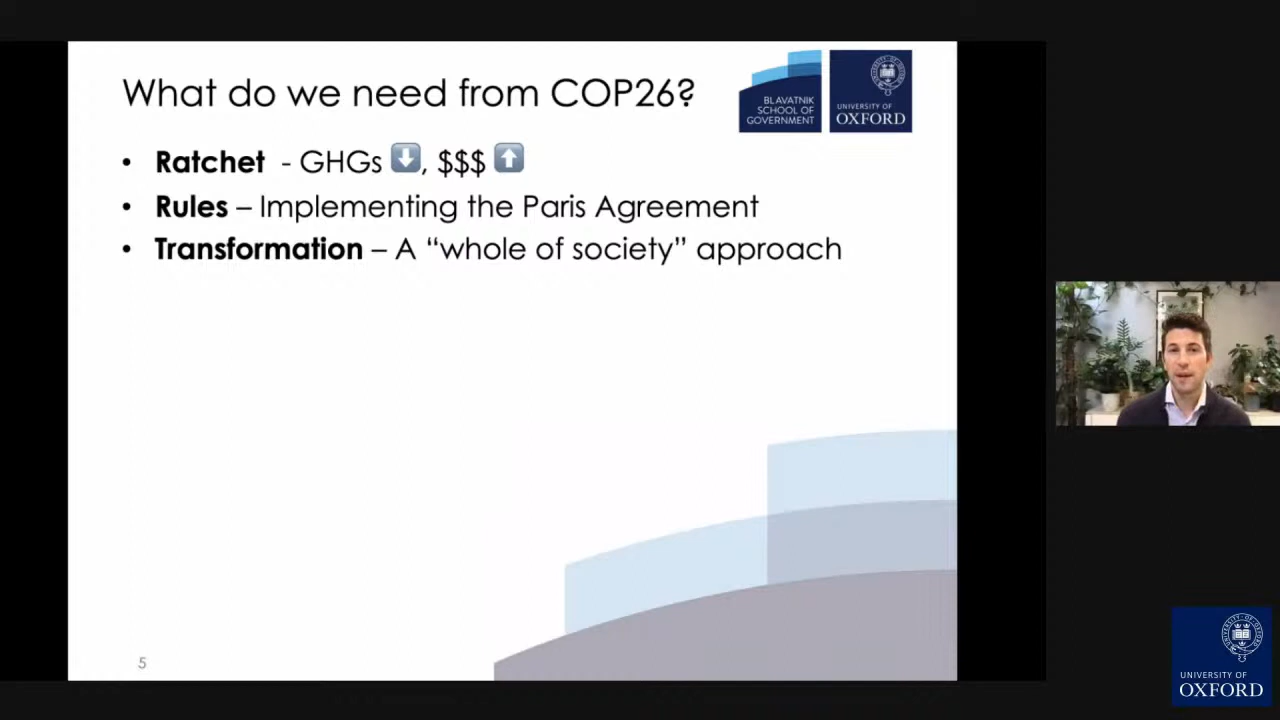 What do we need from COP26?
BLAVATNIK
SCHOOL OF
GOVERNMENT
UNIVERSITY OF
OXFORD
• Ratchet - GHGs ⬇️, $$$ ⬆️
• Rules – Implementing the Paris Agreement
• Transformation – A “whole of society” approach
5
UNIVERSITY OF
OXFORD